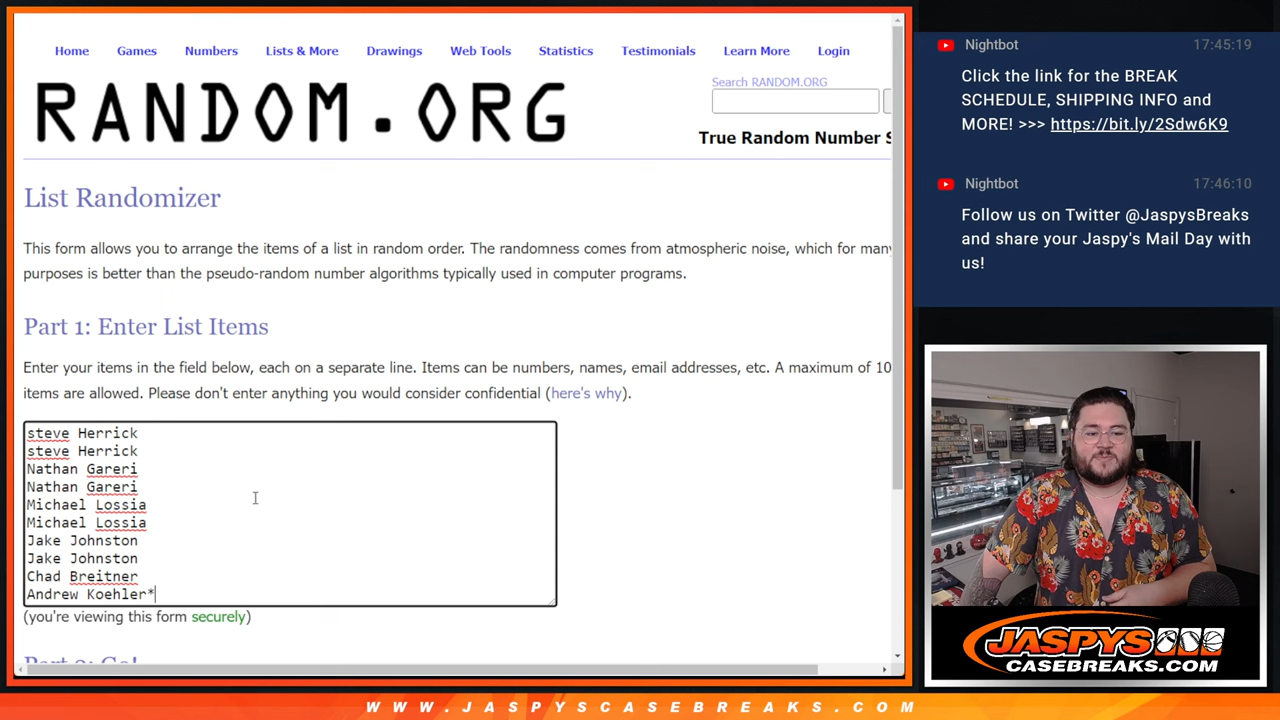 Home Games Numbers Lists & More Drawings Web Tools Statistics Testimonials Learn More Login
Search RANDOM.ORG
RANDOM.ORG
True Random Number S
List Randomizer
This form allows you to arrange the items of a list in random order. The randomness comes from atmospheric noise, which for many
purposes is better than the pseudo-random number algorithms typically used in computer programs.
Part 1: Enter List Items
Enter your items in the field below, each on a separate line. Items can be numbers, names, email addresses, etc. A maximum of 10
items are allowed. Please don't enter anything you would consider confidential (here's why).
steve Herrick
steve Herrick
Nathan Gareri
Nathan Gareri
Michael Lossia
Michael Lossia
Jake Johnston
Jake Johnston
Chad Breitner
Andrew Koehler*
(you're viewing this form securely)
Part 2: Go!
Nightbot 17:45:19
Click the link for the BREAK
SCHEDULE, SHIPPING INFO and
MORE! >>> https://bit.ly/2Sdw6K9
Nightbot 17:46:10
Follow us on Twitter @JaspysBreaks
and share your Jaspy's Mail Day with
us!
JASPYS
CASEBREAKS.COM
WWW.JASPYSCASEBREAKS.COM